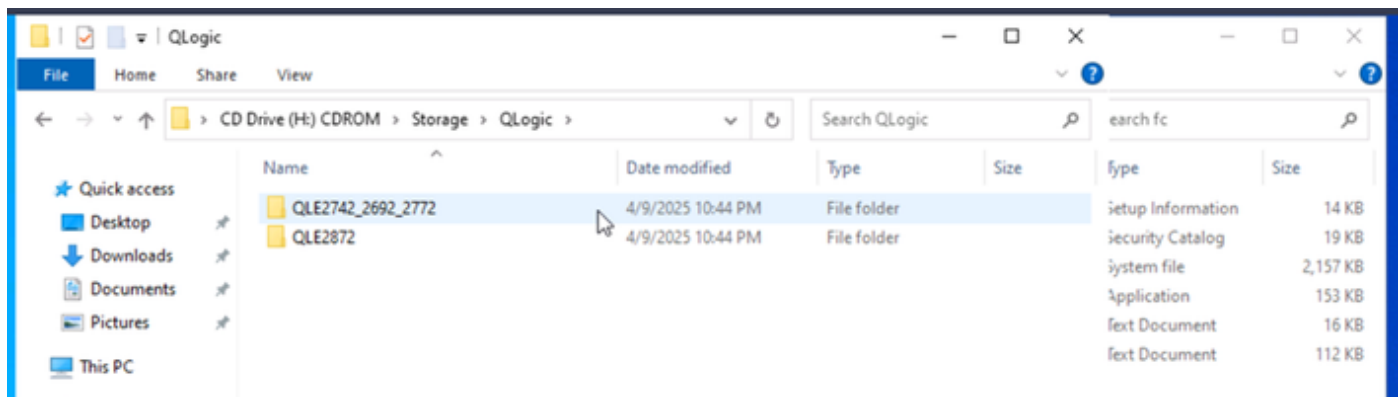 QLogic
File Home Share View
CD Drive (H:) CDROM > Storage > QLogic > Search QLogic earch fc
Name Date modified Type Size Type Size
Quick access
QLE2742_2692_2772 4/9/2025 10:44 PM File folder Setup Information 14 KB
Desktop
QLE2872 4/9/2025 10:44 PM File folder Security Catalog 19 KB
Downloads
System file 2,157 KB
Documents
Application 153 KB
Pictures
Text Document 16 KB
Text Document 112 KB
This PC